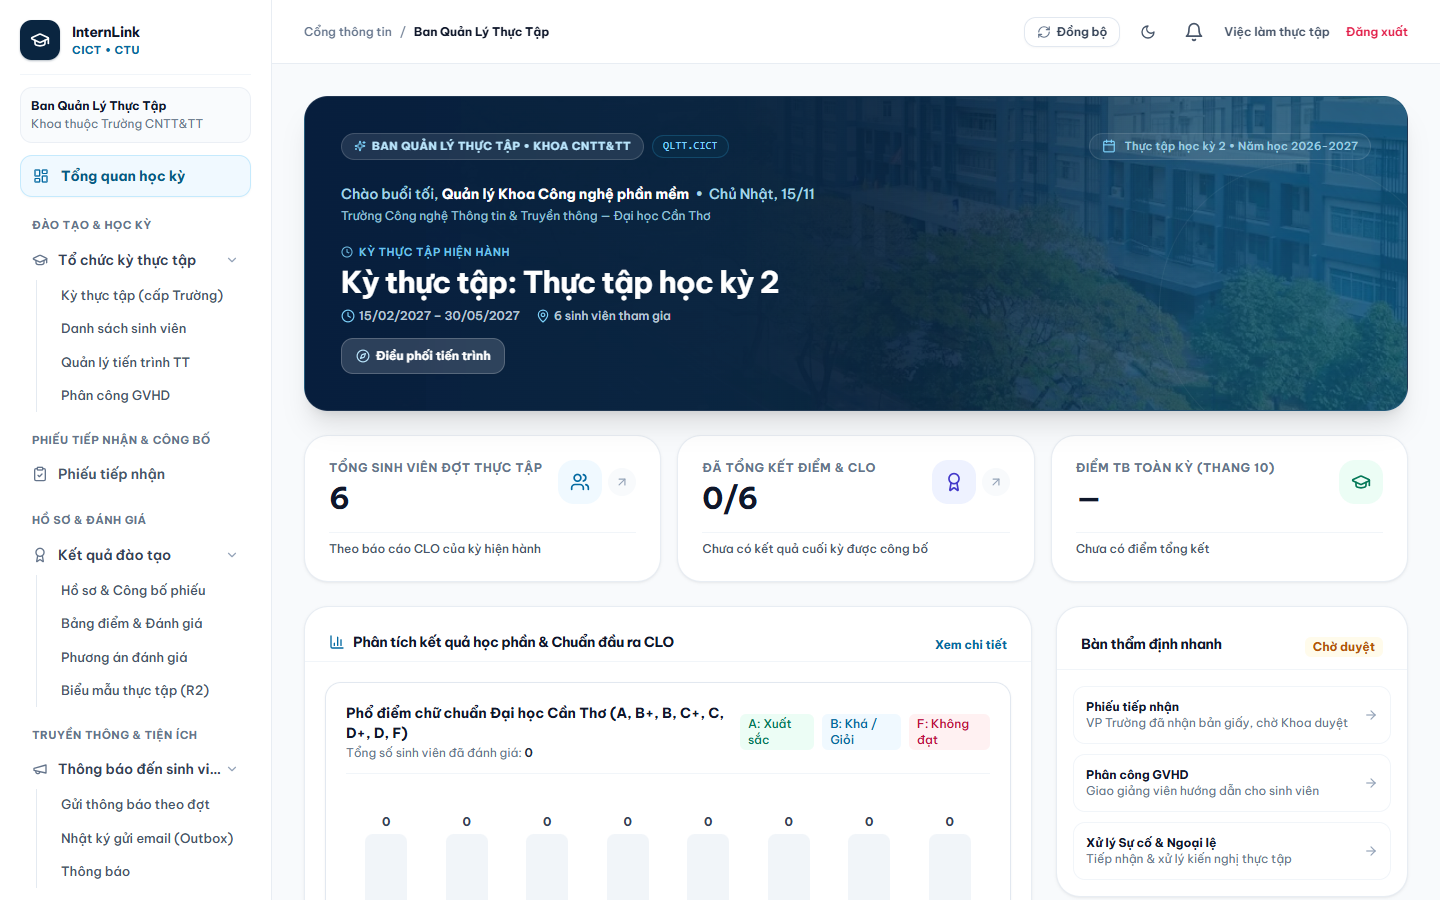 InternLink
CICT • CTU
Ban Quản Lý Thực Tập
Khoa thuộc Trường CNTT&TT
Tổng quan học kỳ
ĐÀO TẠO & HỌC KỲ
Tổ chức kỳ thực tập
Kỳ thực tập (cấp Trường)
Danh sách sinh viên
Quản lý tiến trình TT
Phân công GVHD
PHIẾU TIẾP NHẬN & CÔNG BỐ
Phiếu tiếp nhận
HỒ SƠ & ĐÁNH GIÁ
Kết quả đào tạo
Hồ sơ & Công bố phiếu
Bảng điểm & Đánh giá
Phương án đánh giá
Biểu mẫu thực tập (R2)
TRUYỀN THÔNG & TIỆN ÍCH
Thông báo đến sinh vi...
Gửi thông báo theo đợt
Nhật ký gửi email (Outbox)
Thông báo
Cổng thông tin / Ban Quản Lý Thực Tập
Đồng bộ
Việc làm thực tập
Đăng xuất
BAN QUẢN LÝ THỰC TẬP • KHOA CNTT&TT
QLTT.CICT
Thực tập học kỳ 2 • Năm học 2026-2027
Chào buổi tối, Quản lý Khoa Công nghệ phần mềm • Chủ Nhật, 15/11
Trường Công nghệ Thông tin & Truyền thông — Đại học Cần Thơ
KỲ THỰC TẬP HIỆN HÀNH
Kỳ thực tập: Thực tập học kỳ 2
15/02/2027 – 30/05/2027
6 sinh viên tham gia
Điều phối tiến trình
TỔNG SINH VIÊN ĐỢT THỰC TẬP
6
Theo báo cáo CLO của kỳ hiện hành
ĐÃ TỔNG KẾT ĐIỂM & CLO
0/6
Chưa có kết quả cuối kỳ được công bố
ĐIỂM TB TOÀN KỲ (THANG 10)
—
Chưa có điểm tổng kết
Phân tích kết quả học phần & Chuẩn đầu ra CLO
Xem chi tiết
Phổ điểm chữ chuẩn Đại học Cần Thơ (A, B+, B, C+, C,
D+, D, F)
Tổng số sinh viên đã đánh giá: 0
A: Xuất
sắc
B: Khá /
Giỏi
F: Không
đạt
0 0 0 0 0 0 0 0
Bàn thẩm định nhanh
Chờ duyệt
Phiếu tiếp nhận
VP Trường đã nhận bản giấy, chờ Khoa duyệt
Phân công GVHD
Giao giảng viên hướng dẫn cho sinh viên
Xử lý Sự cố & Ngoại lệ
Tiếp nhận & xử lý kiến nghị thực tập